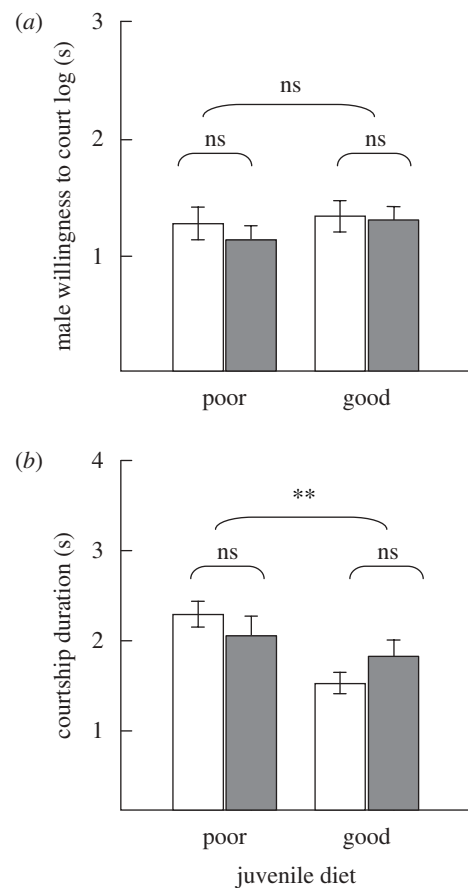 (a)
male willingness to court log (s)
3
2
1
ns
ns
ns
poor
good
(b)
courtship duration (s)
4
3
2
1
**
ns
ns
poor
good
juvenile diet